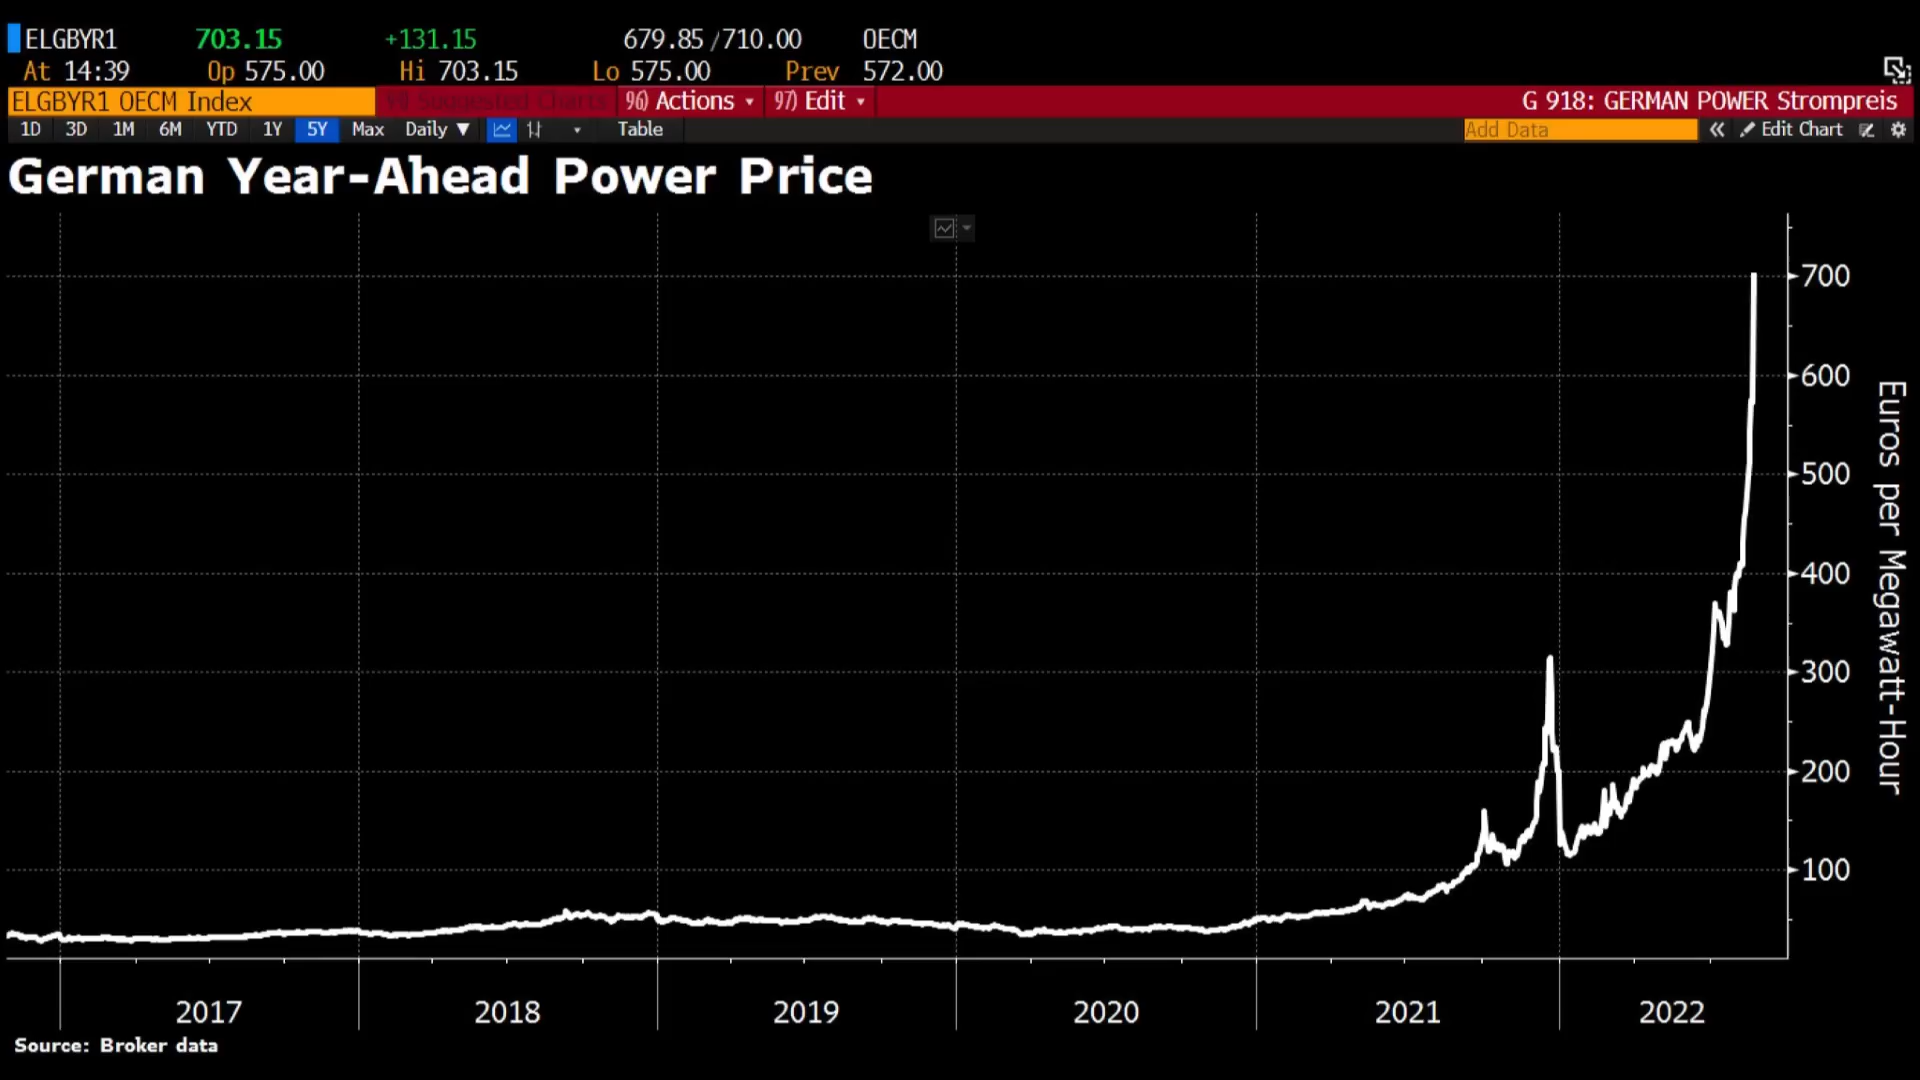 ELGBYR1 703.15 +131.15 679.85/710.00 OECM
At 14:39 Op 575.00 Hi 703.15 Lo 575.00 Prev 572.00
ELGBYR1 OECM Index Suggested Charts 96) Actions 97) Edit G 918: GERMAN POWER Strompreis
1D 3D 1M 6M YTD 1Y 5Y Max Daily Table Add Data « Edit Chart
German Year-Ahead Power Price
700
600
500
400
300
200
100
Euros per Megawatt-Hour
2017 2018 2019 2020 2021 2022
Source: Broker data